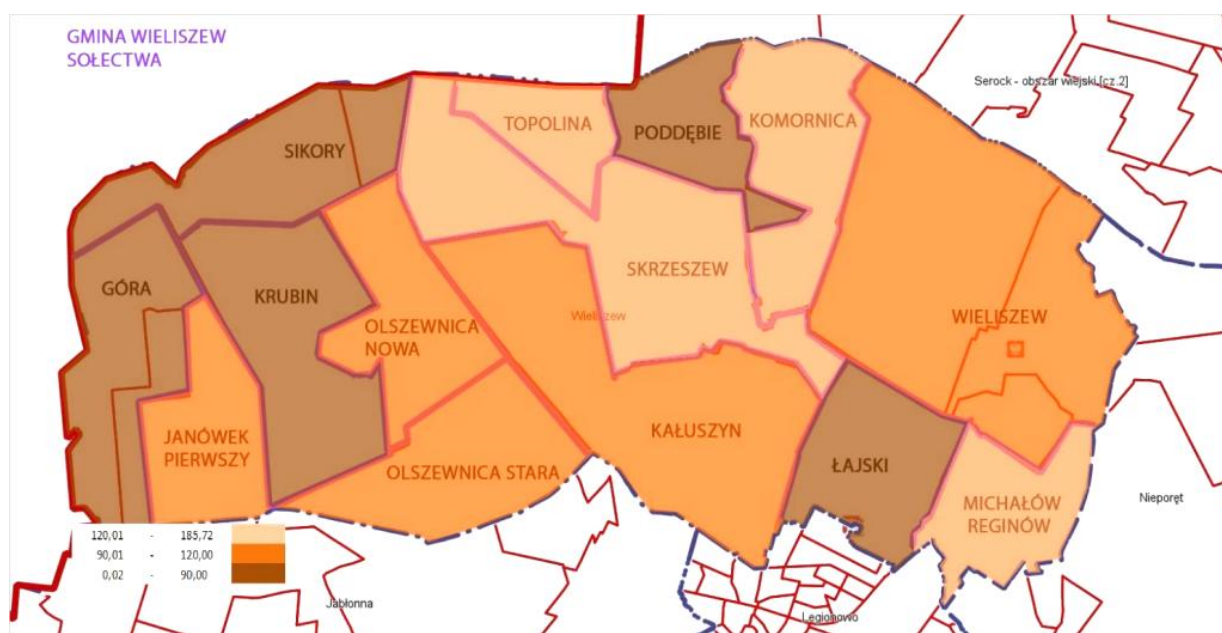 GMINA WIELISZEW
SOŁECTWA
Serock - obszar wiejski [cz.2]
TOPOLINA
PODDĘBIE
KOMORNICA
SIKORY
SKRZESZEW
GÓRA
KRUBIN
OLSZEWNICA
NOWA
Wieliszew
WIELISZEW
JANÓWEK
PIERWSZY
KAŁUSZYN
OLSZEWNICA STARA
ŁAJSKI
MICHAŁÓW
REGINÓW
Nieporęt
120,01 - 185,72
90,01 - 120,00
0,02 - 90,00
Jabłonna
Legionowo